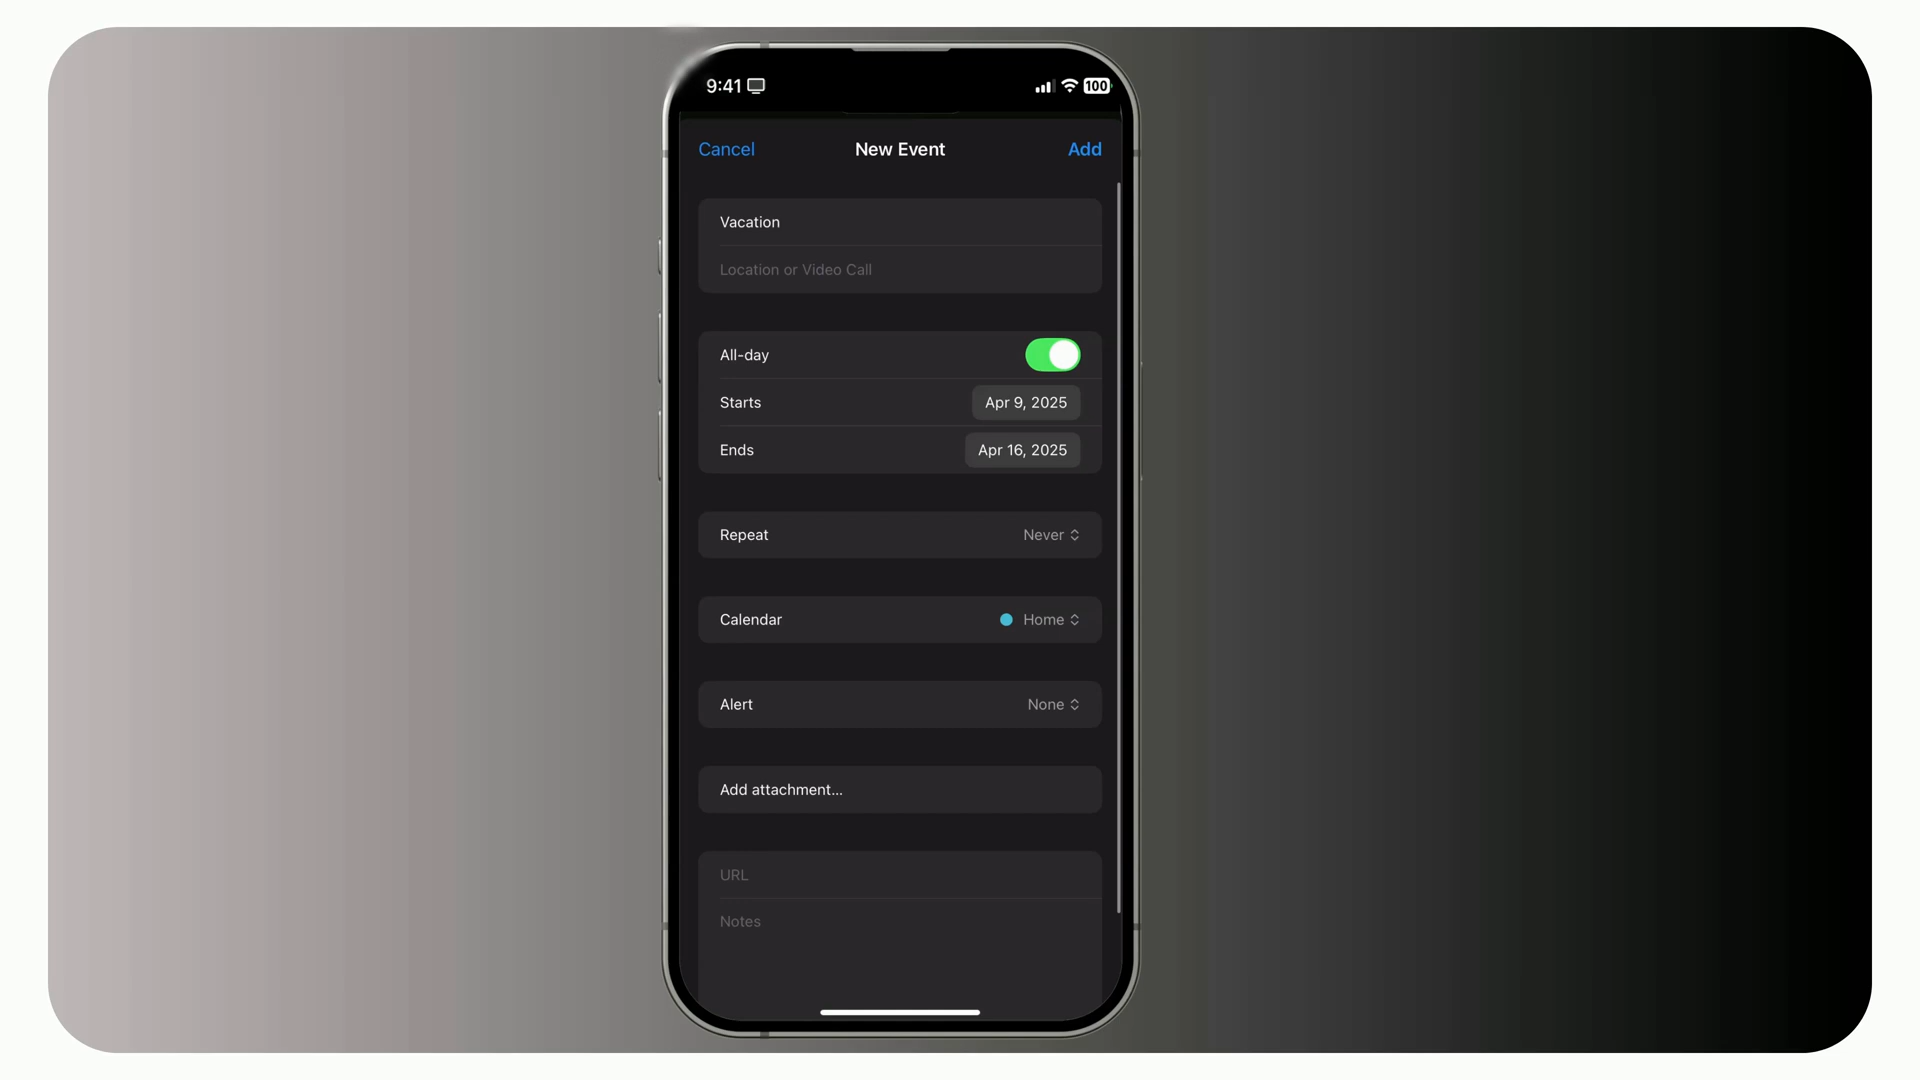 9:41
100
Cancel
New Event
Add
Vacation
Location or Video Call
All-day
Starts
Apr 9, 2025
Ends
Apr 16, 2025
Repeat
Never
Calendar
Home
Alert
None
Add attachment...
URL
Notes